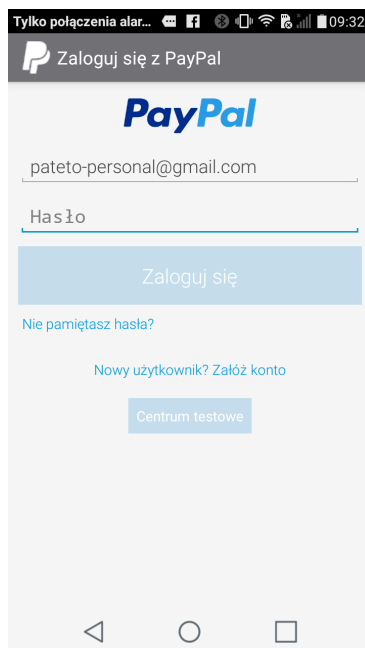 Tylko połączenia alar... 09:32
Zaloguj się z PayPal
PayPal
pateto-personal@gmail.com
Hasło
Zaloguj się
Nie pamiętasz hasła?
Nowy użytkownik? Załóż konto
Centrum testowe